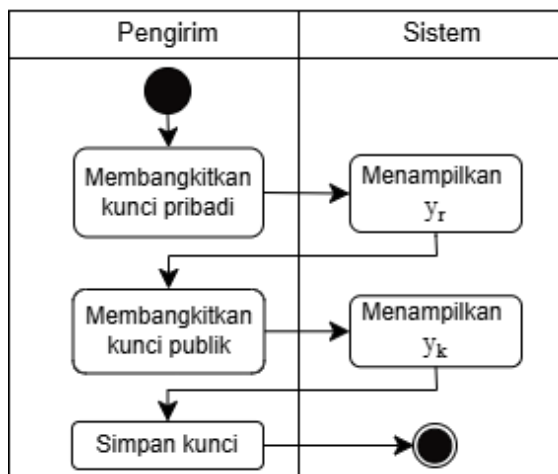 Pengirim
Sistem
Membangkitkan
kunci pribadi
Menampilkan
yr
Membangkitkan
kunci publik
Menampilkan
yk
Simpan kunci